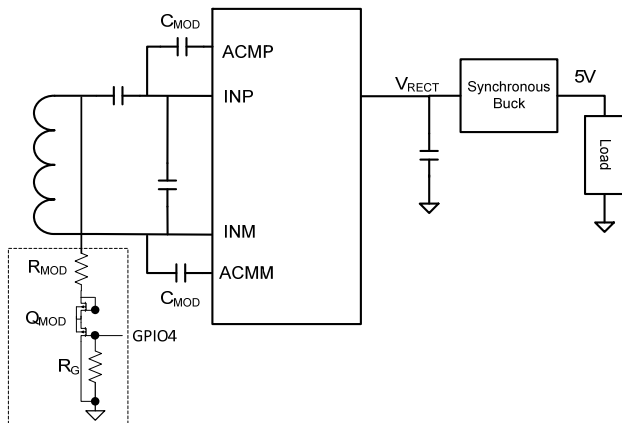 CMOD
ACMP
INP
VRECT
Synchronous
Buck
5V
Load
INM
RMOD
ACMM
CMOD
QMOD
GPIO4
RG